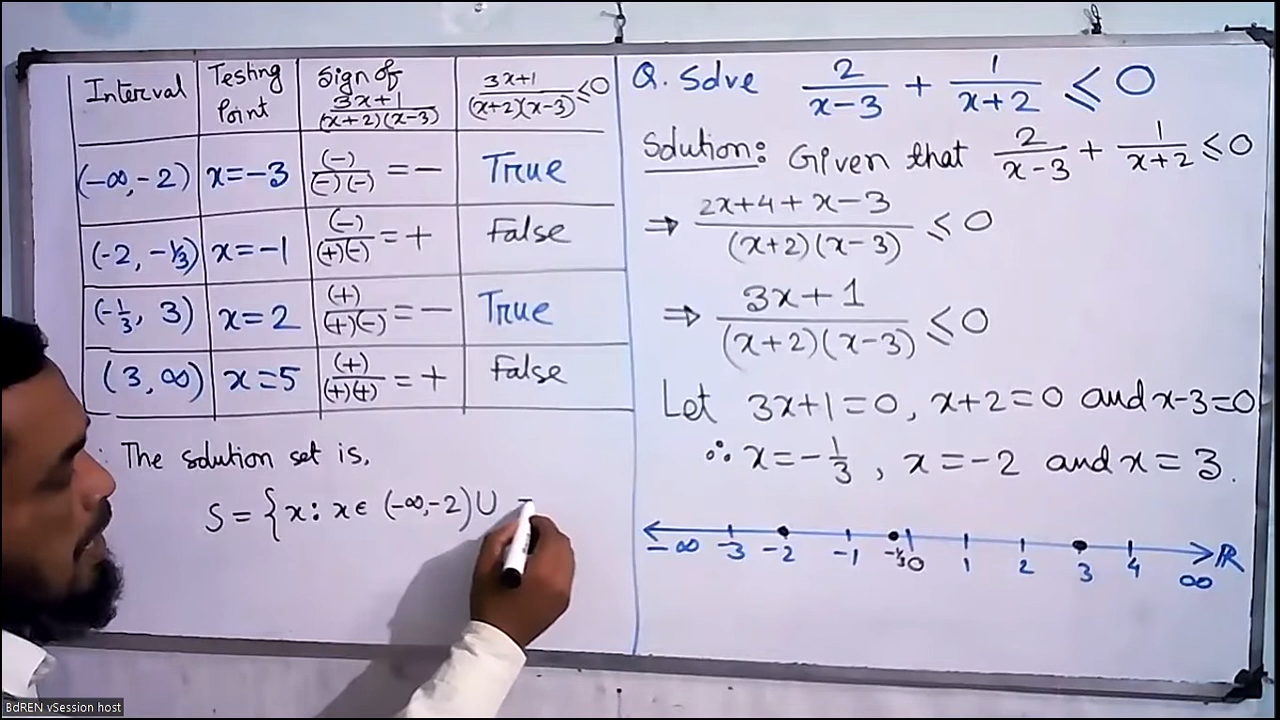 Interval | Testing Point | Sign of (3x+1)/((x+2)(x-3)) | (3x+1)/((x+2)(x-3)) ≤ 0
(-∞, -2) | x = -3 | (-)/((-)(-)) = - | True
(-2, -1/3) | x = -1 | (-)/((+)(-)) = + | False
(-1/3, 3) | x = 2 | (+)/((+)(-)) = - | True
(3, ∞) | x = 5 | (+)/((+)(+)) = + | False
The solution set is,
S = {x : x ∈ (-∞, -2) ∪
Q. Solve 2/(x-3) + 1/(x+2) ≤ 0
Solution: Given that 2/(x-3) + 1/(x+2) ≤ 0
⇒ (2x+4+x-3)/((x+2)(x-3)) ≤ 0
⇒ (3x+1)/((x+2)(x-3)) ≤ 0
Let 3x+1=0, x+2=0 and x-3=0
∴ x = -1/3, x = -2 and x = 3.
-∞ -3 -2 -1 -1/3 0 1 2 3 4 ∞ ℝ
BdREN vSession host